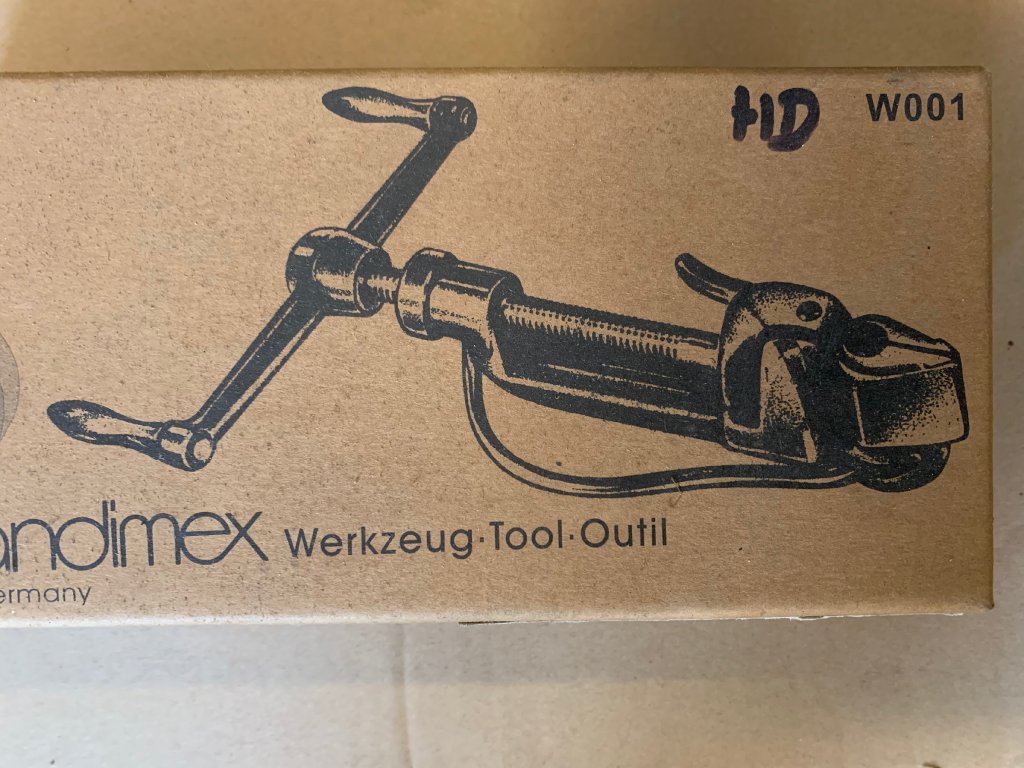 HD W001
andimex Werkzeug·Tool·Outil
ermany